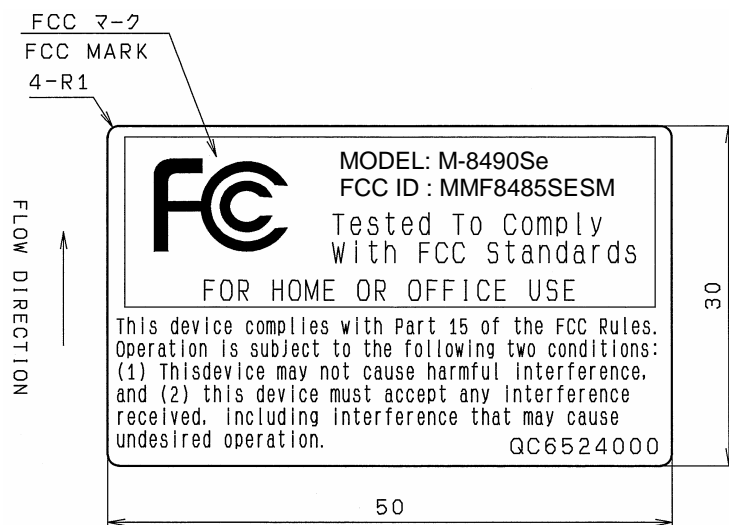 FCC マーク
FCC MARK
4-R1
FLOW DIRECTION
FCC
MODEL: M-8490Se
FCC ID : MMF8485SESM
Tested To Comply
With FCC Standards
FOR HOME OR OFFICE USE
This device complies with Part 15 of the FCC Rules.
Operation is subject to the following two conditions:
(1) Thisdevice may not cause harmful interference,
and (2) this device must accept any interference
received, including interference that may cause
undesired operation.
QC6524000
30
50